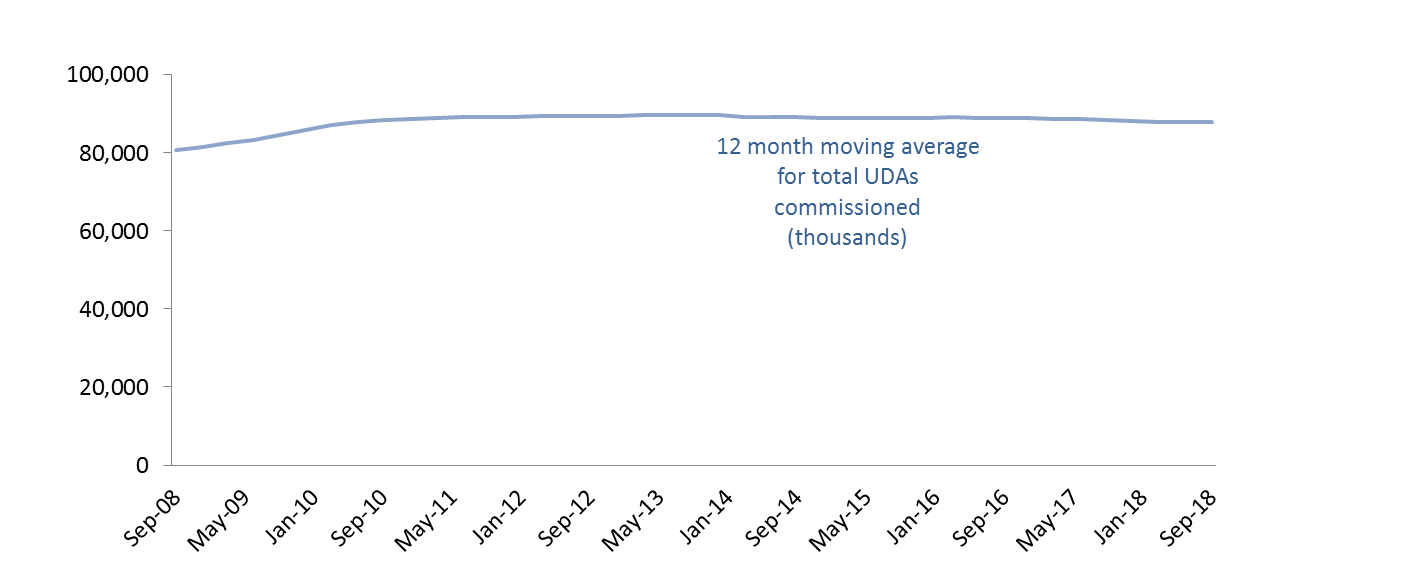 100,000
80,000
60,000
40,000
20,000
0
12 month moving average
for total UDAs
commissioned
(thousands)
Sep-08
May-09
Jan-10
Sep-10
May-11
Jan-12
Sep-12
May-13
Jan-14
Sep-14
May-15
Jan-16
Sep-16
May-17
Jan-18
Sep-18